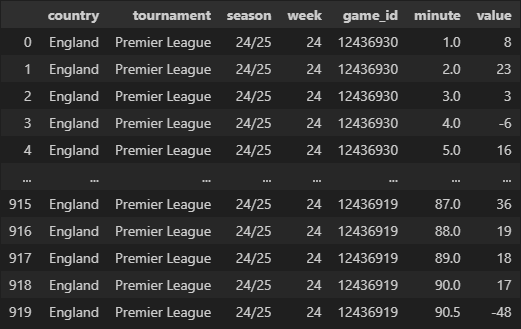 country tournament season week game_id minute value
0 England Premier League 24/25 24 12436930 1.0 8
1 England Premier League 24/25 24 12436930 2.0 23
2 England Premier League 24/25 24 12436930 3.0 3
3 England Premier League 24/25 24 12436930 4.0 -6
4 England Premier League 24/25 24 12436930 5.0 16
... ... ... ... ... ... ... ...
915 England Premier League 24/25 24 12436919 87.0 36
916 England Premier League 24/25 24 12436919 88.0 19
917 England Premier League 24/25 24 12436919 89.0 18
918 England Premier League 24/25 24 12436919 90.0 17
919 England Premier League 24/25 24 12436919 90.5 -48